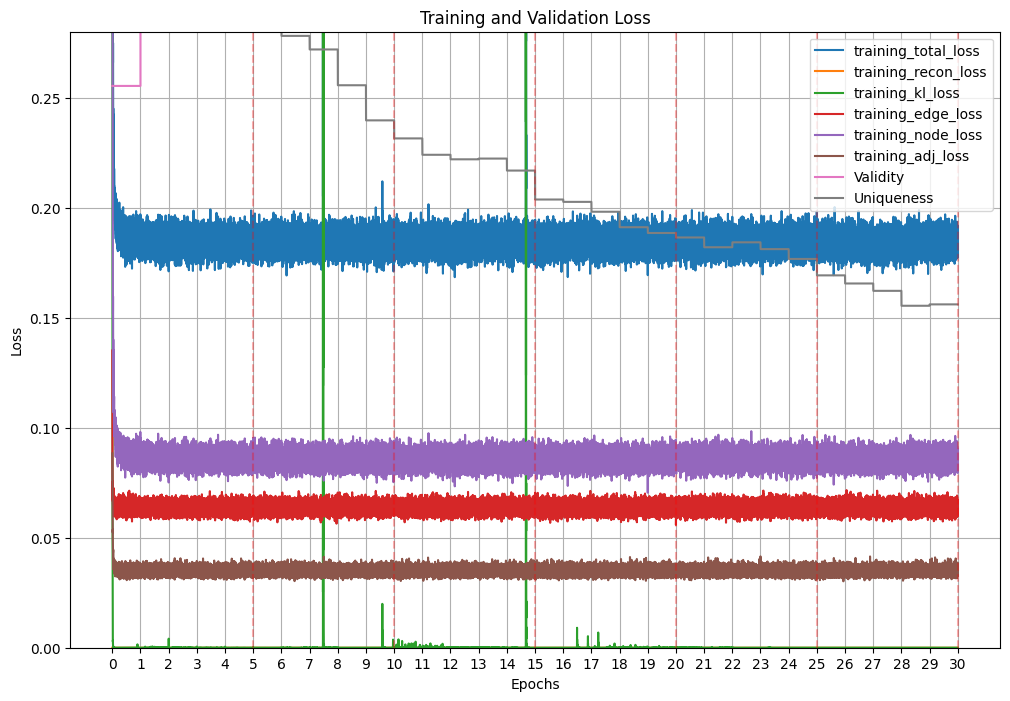 Training and Validation Loss
training_total_loss
training_recon_loss
training_kl_loss
training_edge_loss
training_node_loss
training_adj_loss
Validity
Uniqueness
Loss
0.25
0.20
0.15
0.10
0.05
0.00
0 1 2 3 4 5 6 7 8 9 10 11 12 13 14 15 16 17 18 19 20 21 22 23 24 25 26 27 28 29 30
Epochs